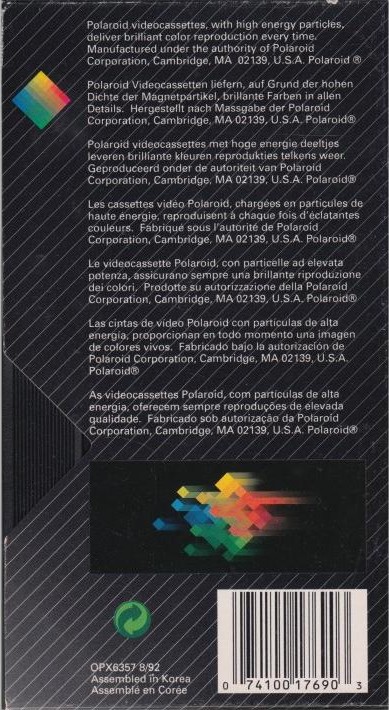 Polaroid videocassettes, with high energy particles,
deliver brilliant color reproduction every time.
Manufactured under the authority of Polaroid
Corporation, Cambridge, MA 02139, U.S.A. Polaroid ®
Polaroid Videocassetten liefern, auf Grund der hohen
Dichte der Magnetpartikel, brillante Farben in allen
Details. Hergestellt nach Massgabe der Polaroid
Corporation, Cambridge, MA 02139, U.S.A. Polaroid®
Polaroid videocassettes met hoge energie deeltjes
leveren brilliante kleuren reprodukties telkens weer.
Geproduceerd onder de autoriteit van Polaroid
Corporation, Cambridge, MA 02139, U.S.A. Polaroid®
Les cassettes vidéo Polaroid, chargées en particules de
haute énergie, reproduisent à chaque fois d'éclatantes
couleurs. Fabriqué sous l'autorité de Polaroid
Corporation, Cambridge, MA 02139, U.S.A. Polaroid®
Le videocassette Polaroid, con particelle ad elevata
potenza, assicurano sempre una brillante riproduzione
dei colori. Prodotte su autorizzazione della Polaroid
Corporation, Cambridge, MA 02139, U.S.A. Polaroid®
Las cintas de video Polaroid con particulas de alta
energia, proporcionan en todo momento una imagen
de colores vivos. Fabricado bajo la autorización de
Polaroid Corporation, Cambridge, MA 02139, U.S.A.
Polaroid®
As videocassettes Polaroid, com particulas de alta
energia, oferecem sempre reproduções de elevada
qualidade. Fabricado sob autorização da Polaroid
Corporation, Cambridge, MA 02139, U.S.A. Polaroid®
OPX6357 8/92
Assembled in Korea
Assemblé en Corée
0 74100 17690 3